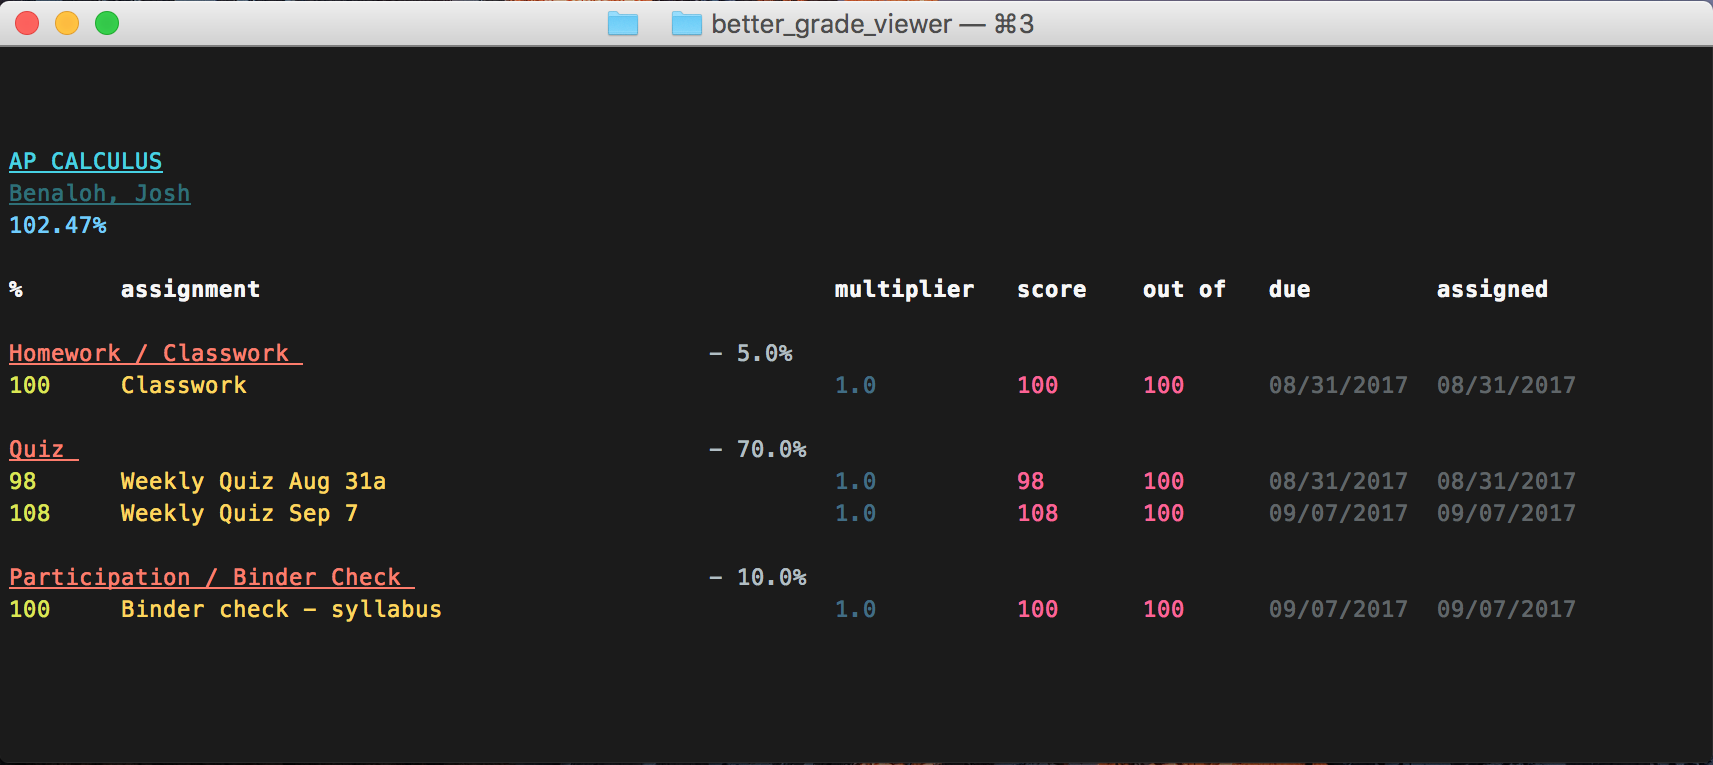 better_grade_viewer — ⌘3
AP CALCULUS
Benaloh, Josh
102.47%
% assignment multiplier score out of due assigned
Homework / Classwork - 5.0%
100 Classwork 1.0 100 100 08/31/2017 08/31/2017
Quiz - 70.0%
98 Weekly Quiz Aug 31a 1.0 98 100 08/31/2017 08/31/2017
108 Weekly Quiz Sep 7 1.0 108 100 09/07/2017 09/07/2017
Participation / Binder Check - 10.0%
100 Binder check - syllabus 1.0 100 100 09/07/2017 09/07/2017